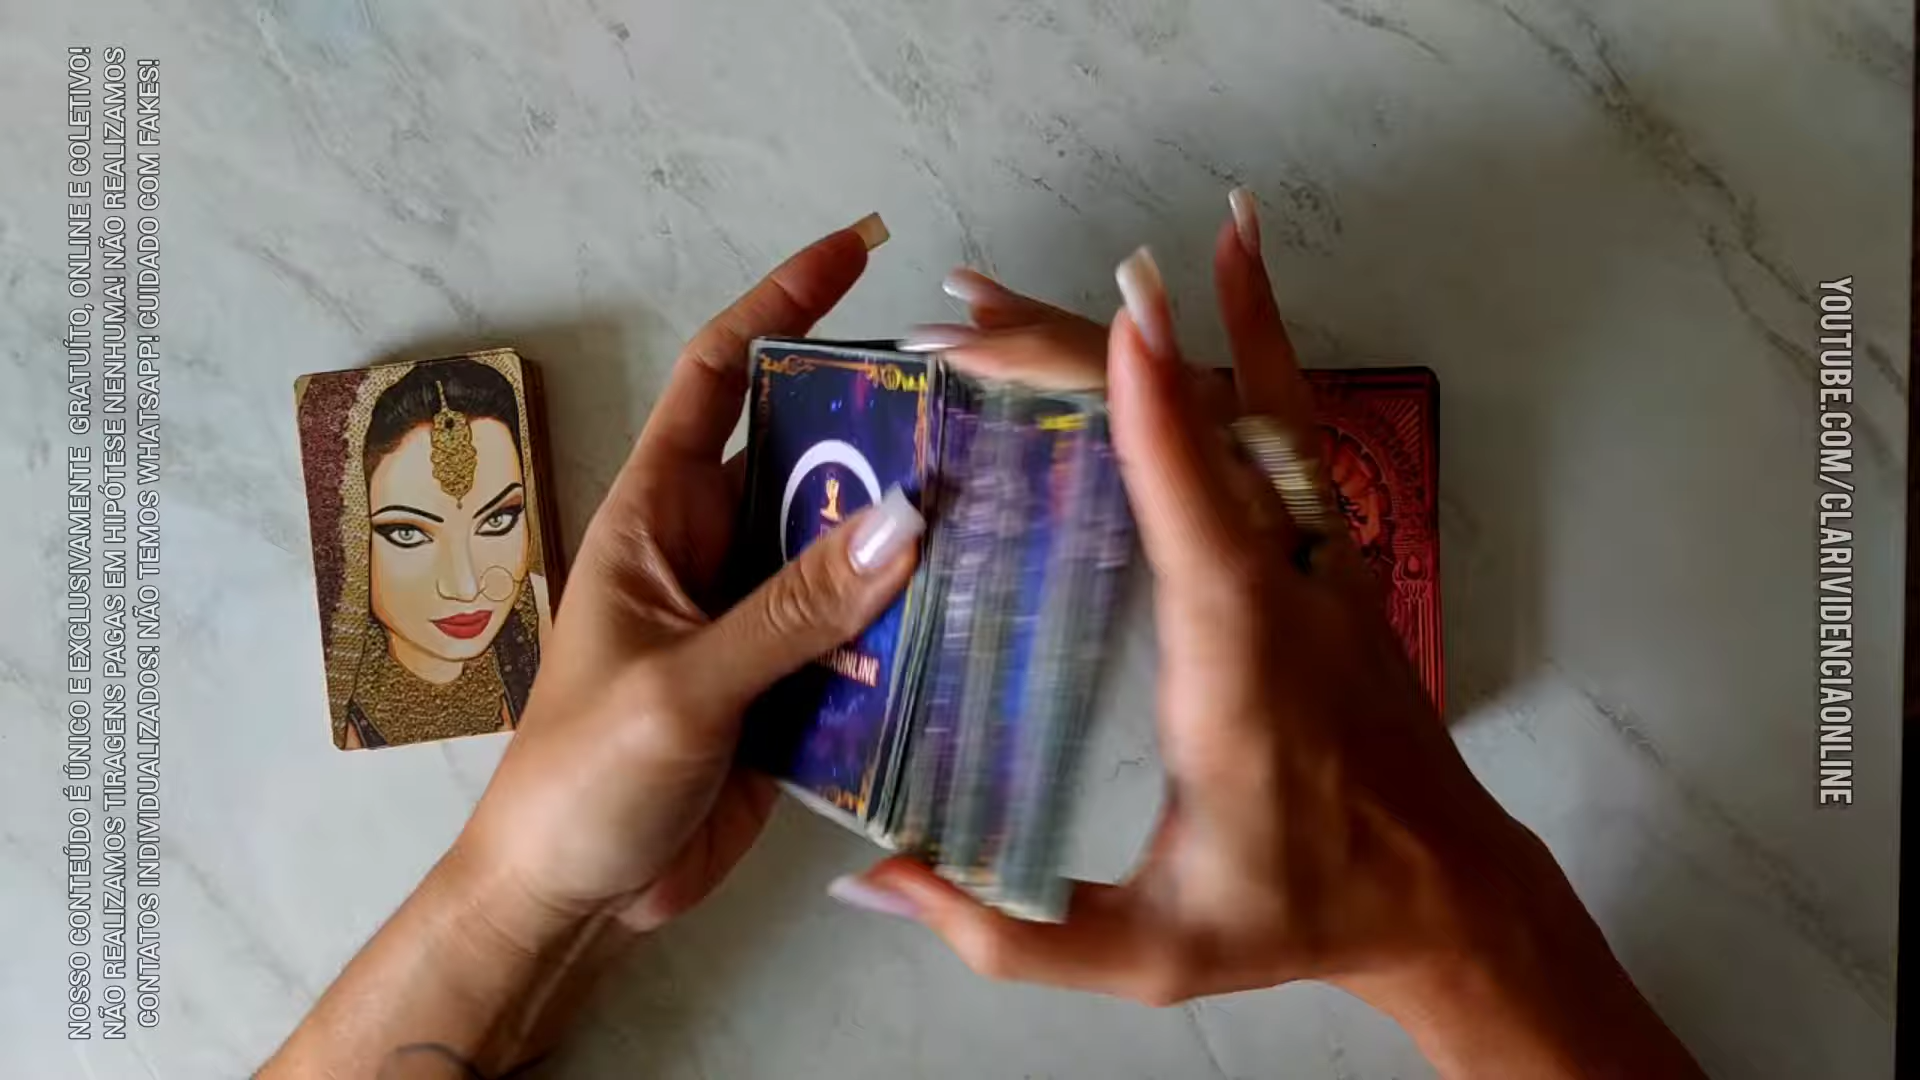 NOSSO CONTEÚDO É ÚNICO E EXCLUSIVAMENTE GRATUÍTO, ONLINE E COLETIVO!
NÃO REALIZAMOS TIRAGENS PAGAS EM HIPÓTESE NENHUMA! NÃO REALIZAMOS
CONTATOS INDIVIDUALIZADOS! NÃO TEMOS WHATSAPP! CUIDADO COM FAKES!
YOUTUBE.COM/CLARIVIDENCIAONLINE